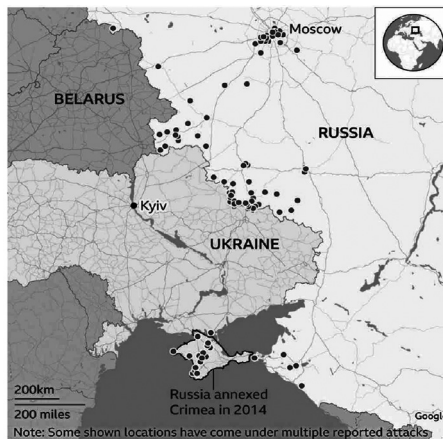 Moscow
BELARUS
RUSSIA
Kyiv
UKRAINE
200km
200 miles
Russia annexed
Crimea in 2014
Google
Note: Some shown locations have come under multiple reported attacks